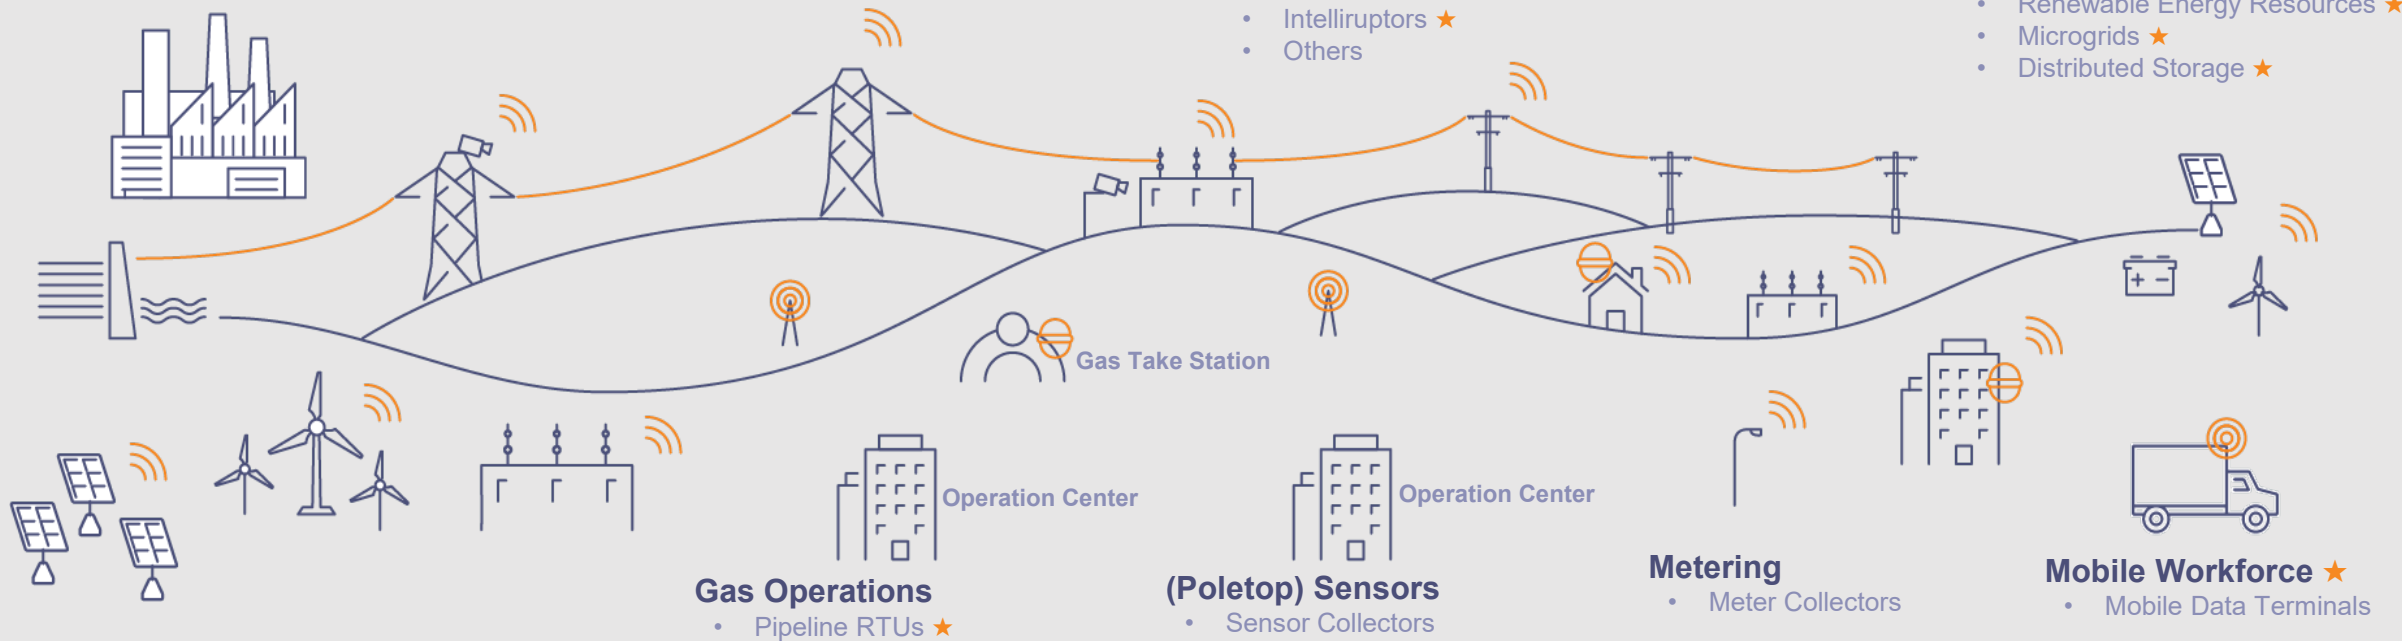 • Intelliruptors ★
• Others
• Renewable Energy Resources ★
• Microgrids ★
• Distributed Storage ★
Gas Take Station
Operation Center
Operation Center
Gas Operations
• Pipeline RTUs ★
(Poletop) Sensors
• Sensor Collectors
Metering
• Meter Collectors
Mobile Workforce ★
• Mobile Data Terminals